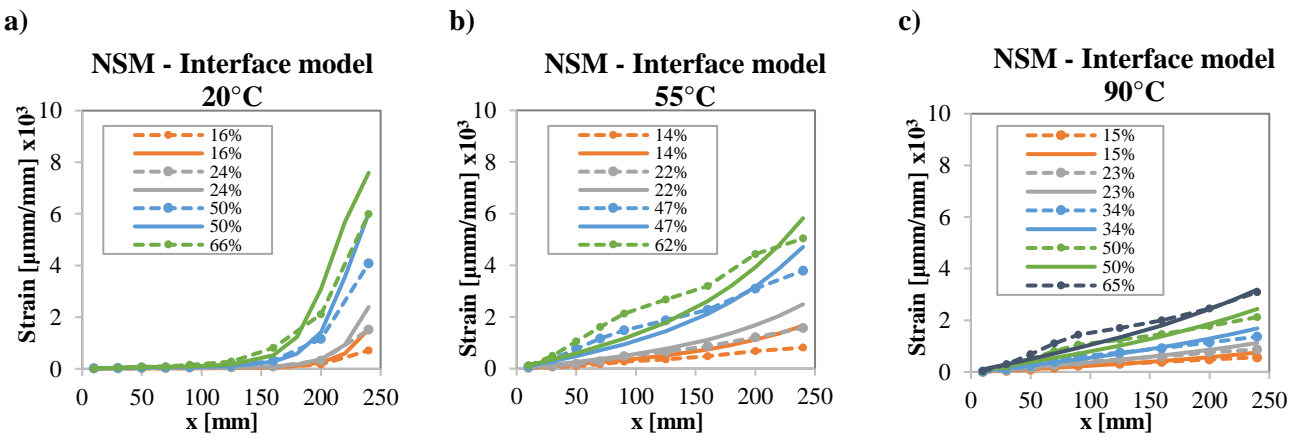 a)
NSM - Interface model
20°C
Strain [μmm/mm] x10³
10
8
6
4
2
0
16%
16%
24%
24%
50%
50%
66%
0 50 100 150 200 250
x [mm]
b)
NSM - Interface model
55°C
Strain [μmm/mm] x10³
10
8
6
4
2
0
14%
14%
22%
22%
47%
47%
62%
0 50 100 150 200 250
x [mm]
c)
NSM - Interface model
90°C
Strain [μmm/mm] x10³
10
8
6
4
2
0
15%
15%
23%
23%
34%
34%
50%
50%
65%
0 50 100 150 200 250
x [mm]